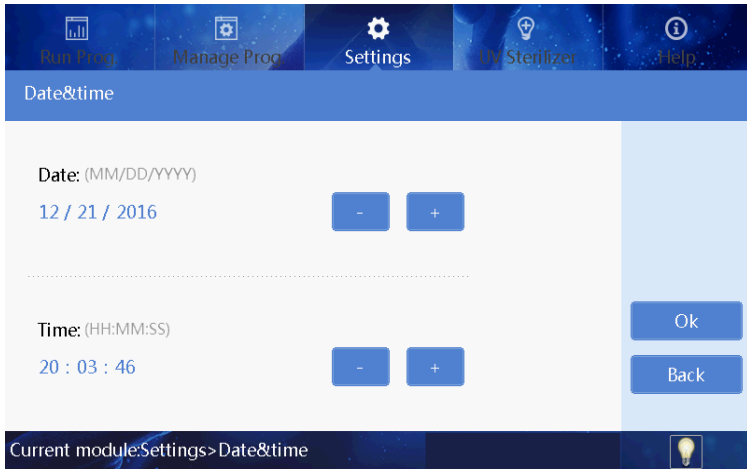 Run Prog.
Manage Prog.
Settings
UV Sterilizer
Help
Date&time
Date: (MM/DD/YYYY)
12 / 21 / 2016
- +
Time: (HH:MM:SS)
20 : 03 : 46
- +
Ok
Back
Current module:Settings>Date&time